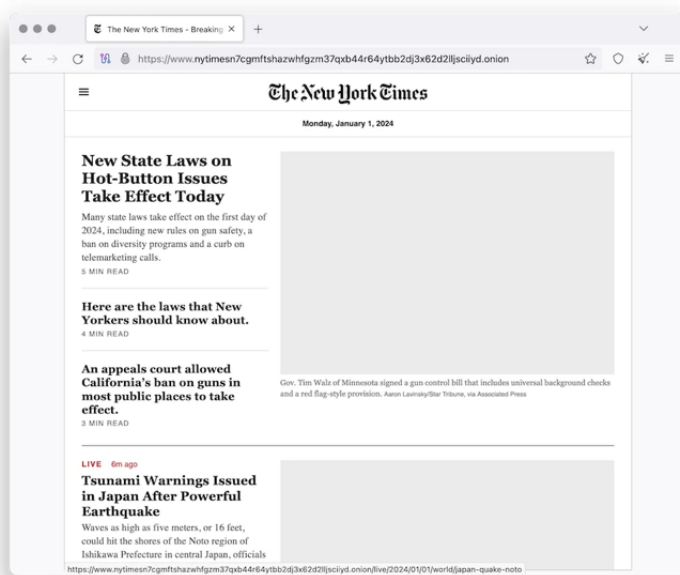 The New York Times - Breaking
https://www.nytimesn7cgmftshazwhfgzm37qxb44r64ytbb2dj3x62d2lljsciiyd.onion
The New York Times
Monday, January 1, 2024
New State Laws on
Hot-Button Issues
Take Effect Today
Many state laws take effect on the first day of
2024, including new rules on gun safety, a
ban on diversity programs and a curb on
telemarketing calls.
5 MIN READ
Here are the laws that New
Yorkers should know about.
4 MIN READ
An appeals court allowed
California’s ban on guns in
most public places to take
effect.
3 MIN READ
Gov. Tim Walz of Minnesota signed a gun control bill that includes universal background checks
and a red flag-style provision. Aaron Lavinsky/Star Tribune, via Associated Press
LIVE 6m ago
Tsunami Warnings Issued
in Japan After Powerful
Earthquake
Waves as high as five meters, or 16 feet,
could hit the shores of the Noto region of
Ishikawa Prefecture in central Japan, officials
https://www.nytimesn7cgmftshazwhfgzm37qxb44r64ytbb2dj3x62d2lljsciiyd.onion/live/2024/01/01/world/japan-quake-noto